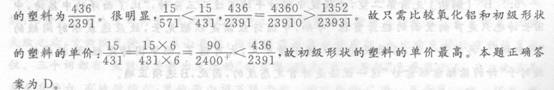 的塑料为436/2391。很明显,15/571<15/431,436/2391=4360/23910>1352/23931。故只需比较氧化铝和初级形状
的塑料的单价:15/431=15×6/431×6=90/2400⁺<436/2391,故初级形状的塑料的单价最高。本题正确答
案为 D。